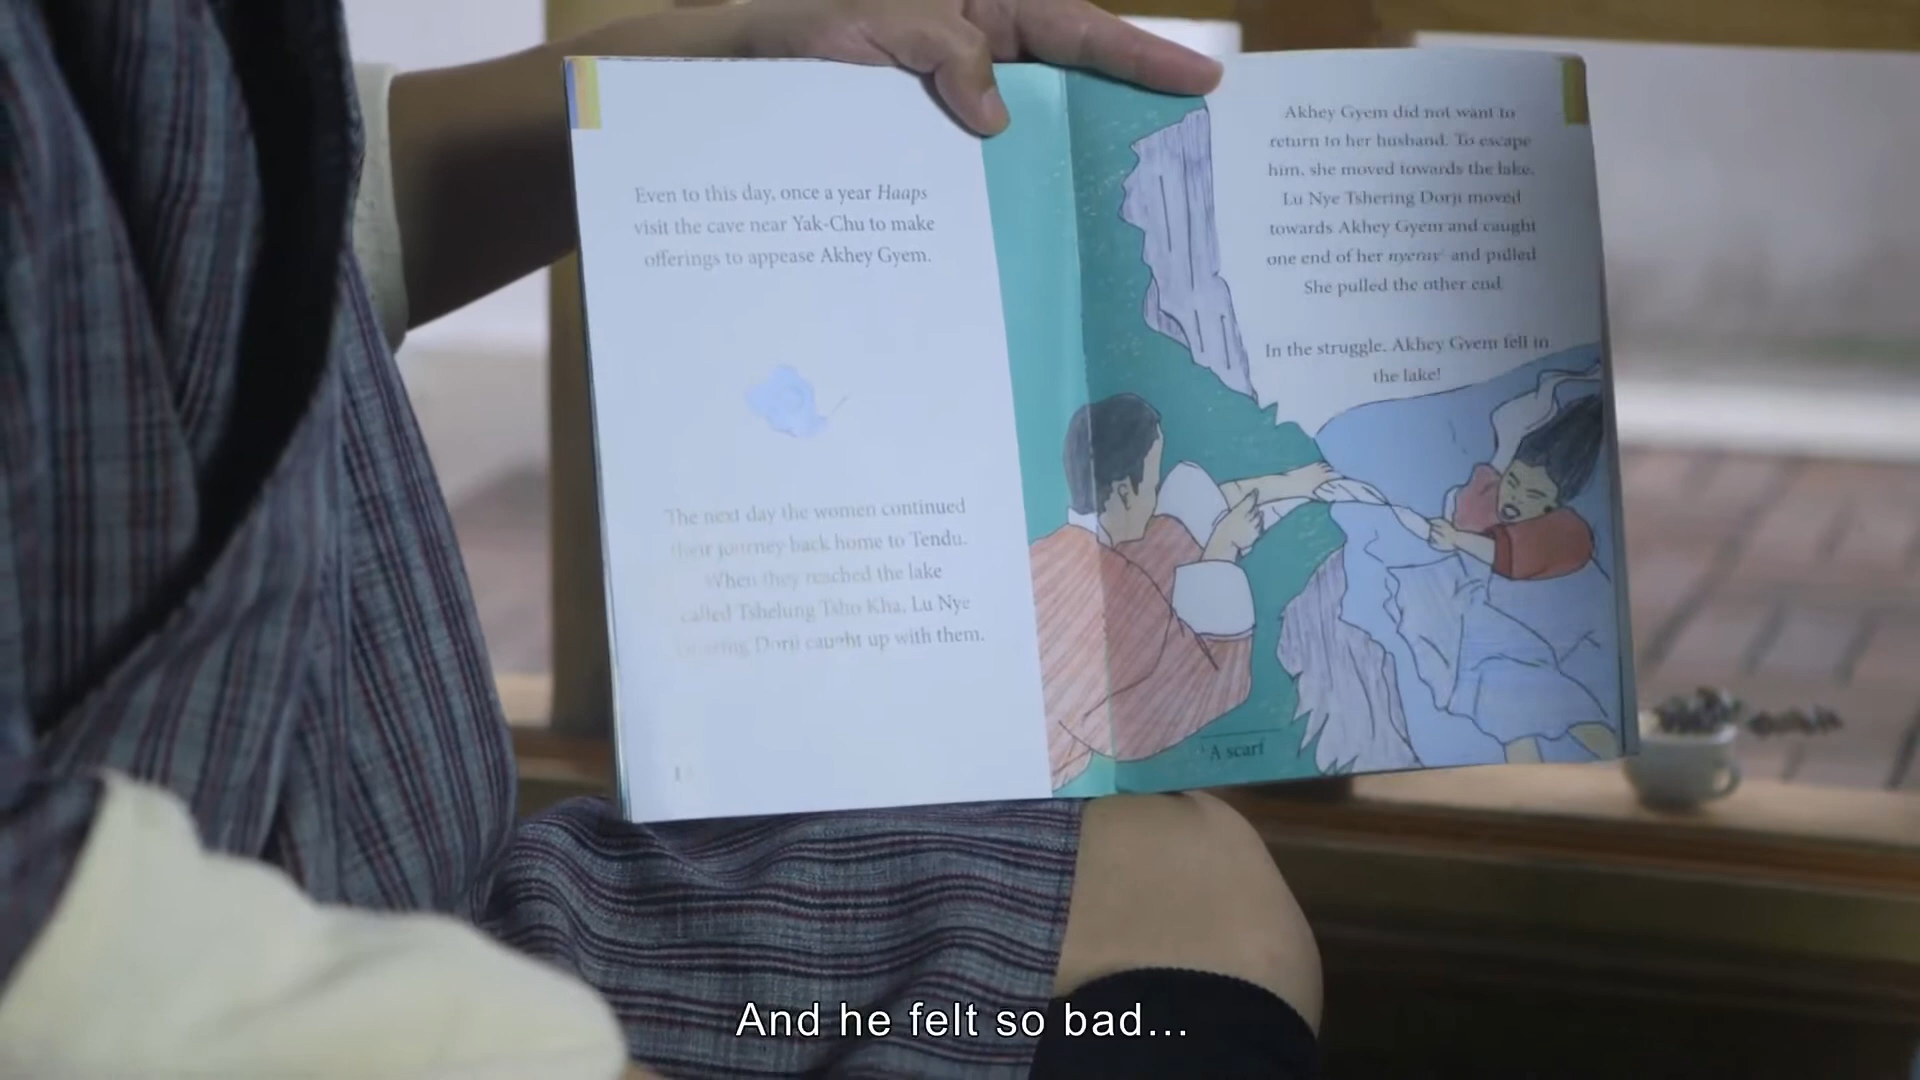 Even to this day, once a year Haaps
visit the cave near Yak-Chu to make
offerings to appease Akhey Gyem.
The next day the women continued
their journey back home to Tendu.
When they reached the lake
called Tshelung Tsho Kha, Lu Nye
Dorji caught up with them.
Akhey Gyem did not want to
return to her husband. To escape
him, she moved towards the lake.
Lu Nye Tshering Dorji moved
towards Akhey Gyem and caught
one end of her and pulled
She pulled the other end.
In the struggle, Akhey Gyem fell in
the lake!
A scarf
And he felt so bad...